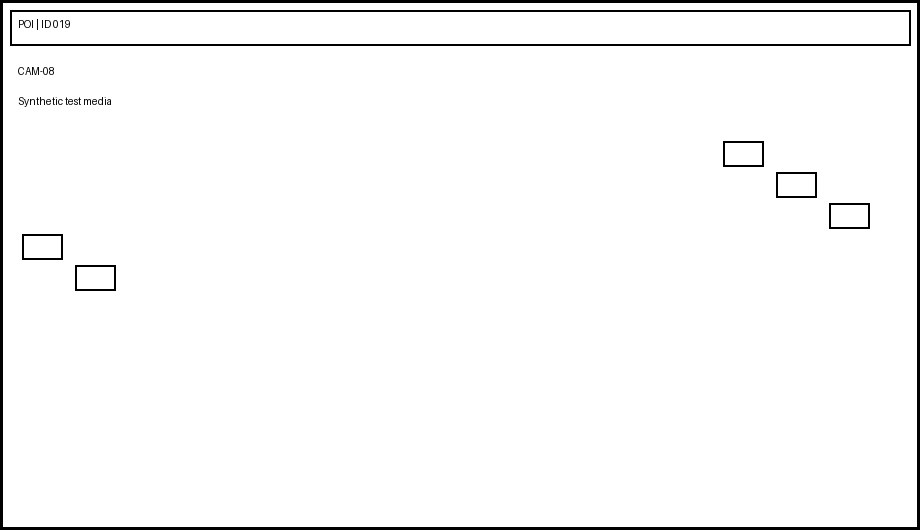 POI | ID 019
CAM-08
Synthetic test media